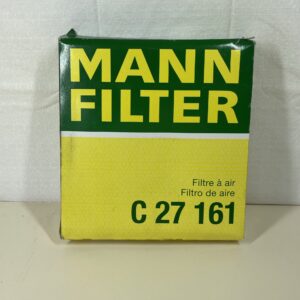 MANN
FILTER
Filtre à air
Filtro de aire
C 27 161